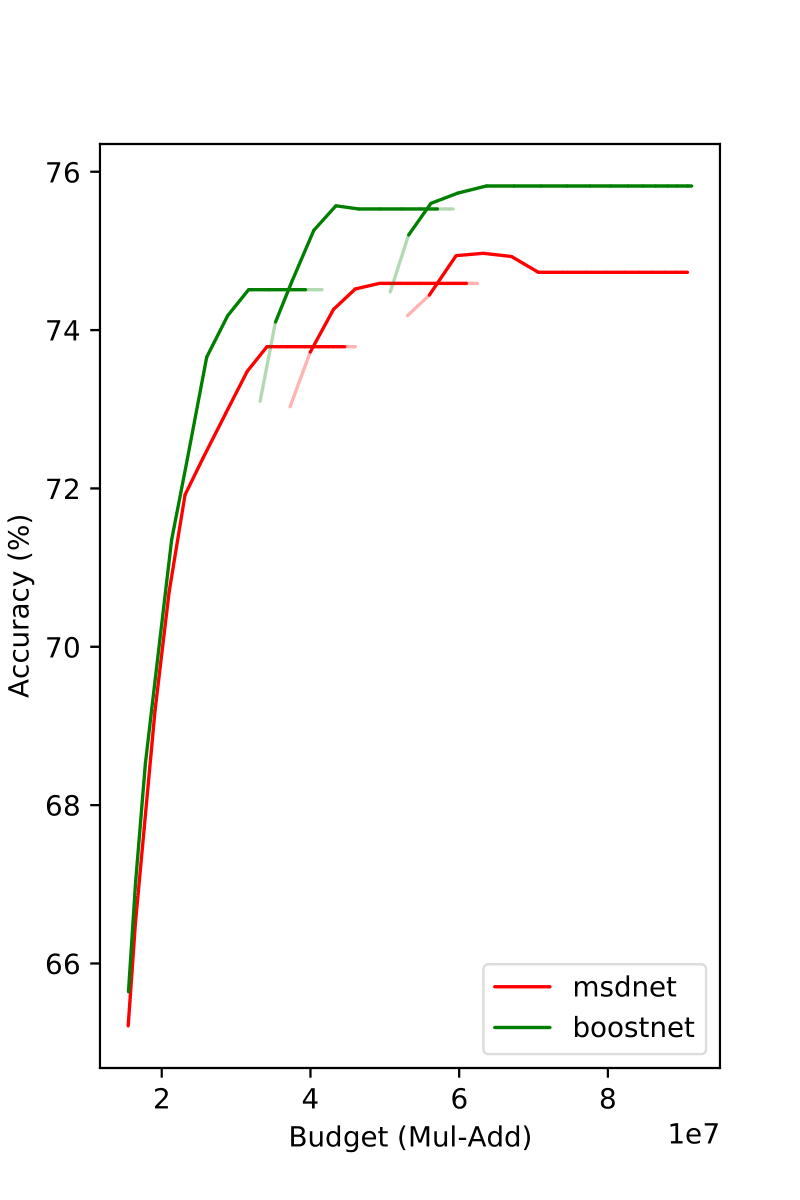 76
74
72
70
68
66
Accuracy (%)
msdnet
boostnet
2 4 6 8
1e7
Budget (Mul-Add)